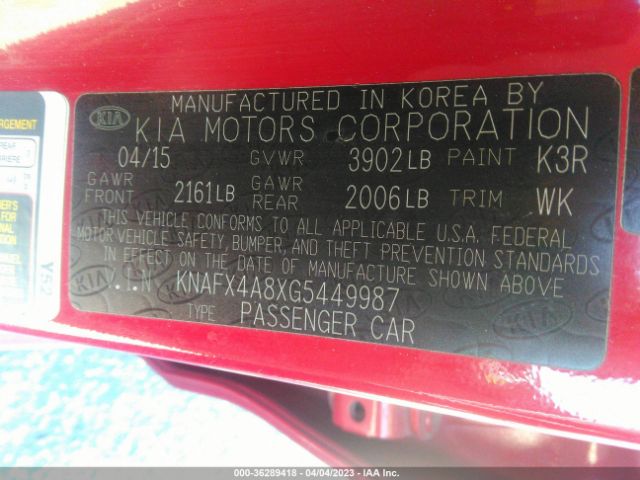 MANUFACTURED IN KOREA BY
KIA KIA MOTORS CORPORATION
04/15 GVWR 3902LB PAINT K3R
GAWR FRONT 2161LB GAWR REAR 2006LB TRIM WK
THIS VEHICLE CONFORMS TO ALL APPLICABLE U.S.A. FEDERAL
MOTOR VEHICLE SAFETY, BUMPER, AND THEFT PREVENTION STANDARDS
IN EFFECT ON THE DATE OF MANUFACTURE SHOWN ABOVE
.I.N. KNAFX4A8XG5449987
TYPE PASSENGER CAR
Y52
000-36289418 - 04/04/2023 - IAA Inc.